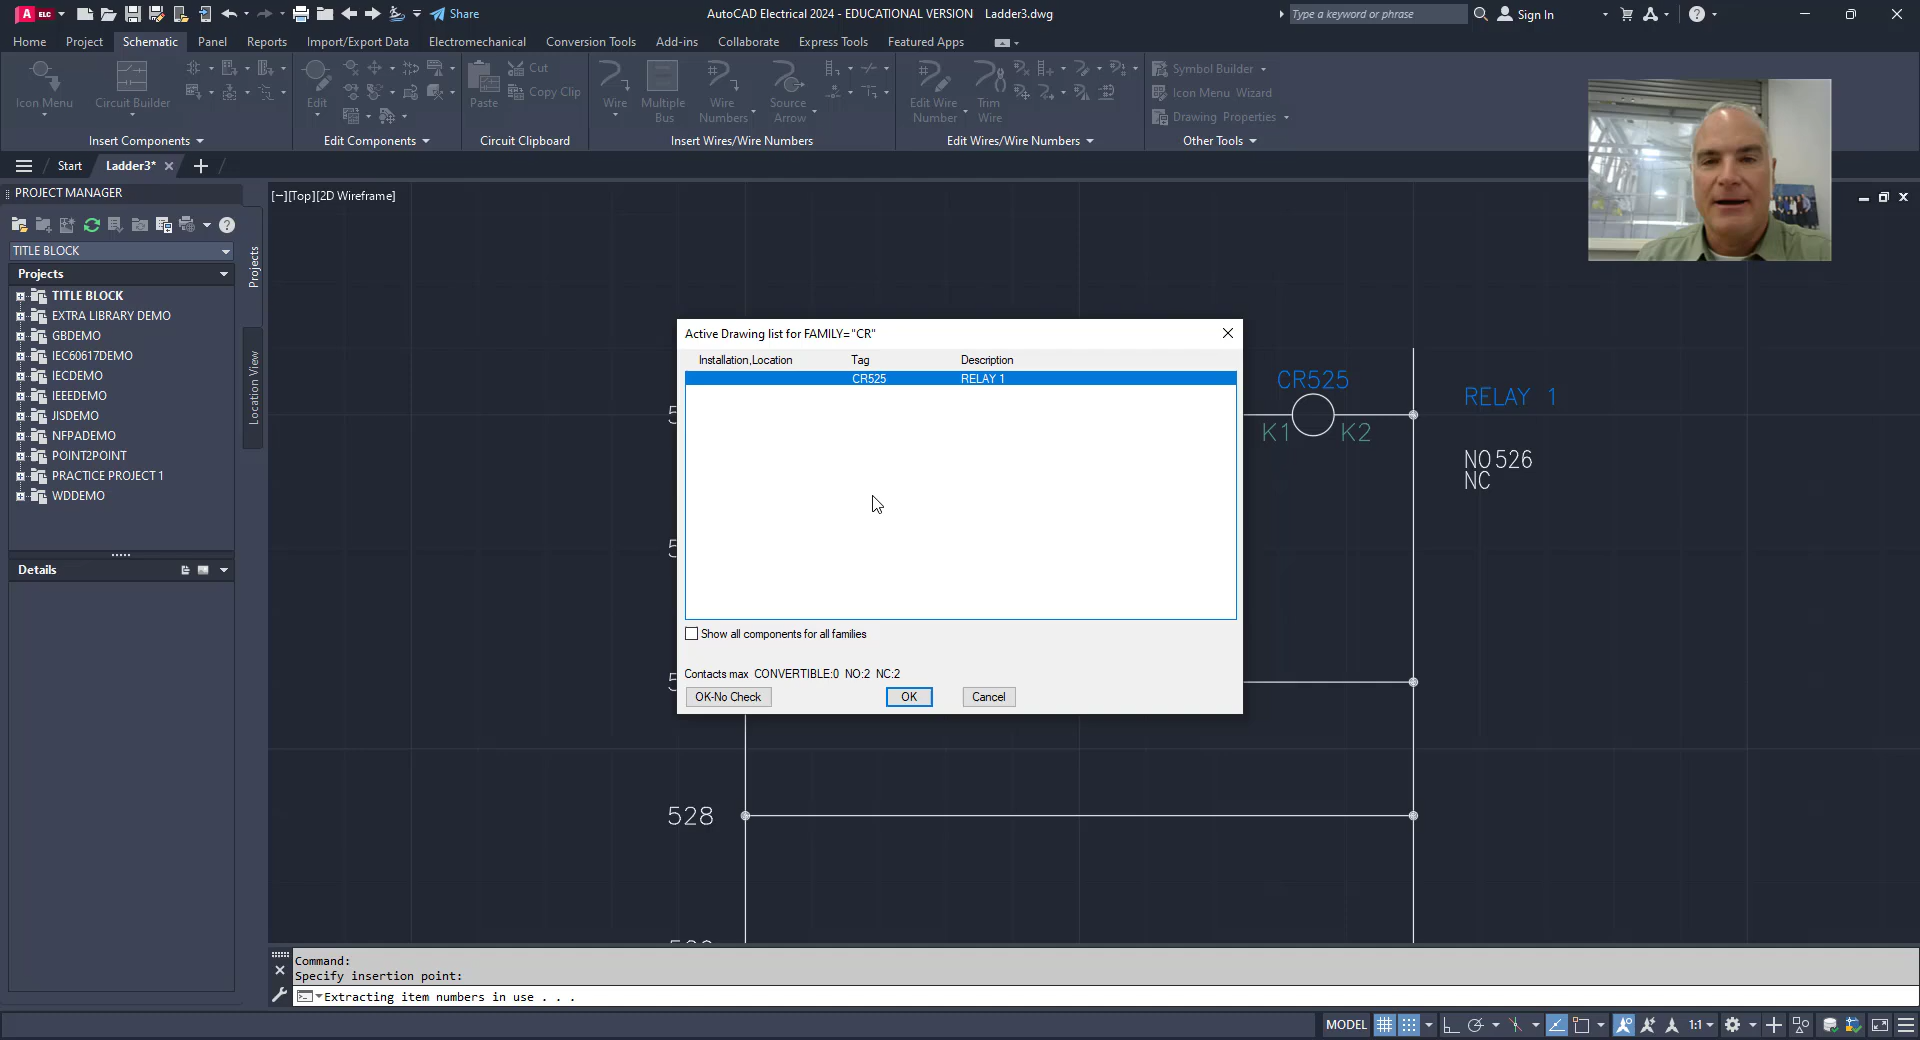 A ELC
Share
AutoCAD Electrical 2024 - EDUCATIONAL VERSION Ladder3.dwg
Type a keyword or phrase
Sign In
Home Project Schematic Panel Reports Import/Export Data Electromechanical Conversion Tools Add-ins Collaborate Express Tools Featured Apps
Icon Menu
Circuit Builder
Insert Components
Edit
Edit Components
Paste
Cut
Copy Clip
Circuit Clipboard
Wire
Multiple Bus
Wire Numbers
Source Arrow
Insert Wires/Wire Numbers
Edit Wire Number
Trim Wire
Edit Wires/Wire Numbers
Symbol Builder
Icon Menu Wizard
Drawing Properties
Other Tools
Start
Ladder3*
PROJECT MANAGER
TITLE BLOCK
Projects
TITLE BLOCK
EXTRA LIBRARY DEMO
GBDEMO
IEC60617DEMO
IECDEMO
IEEEDEMO
JISDEMO
NFPADEMO
POINT2POINT
PRACTICE PROJECT 1
WDDEMO
Details
Projects
Location View
[−][Top][2D Wireframe]
Active Drawing list for FAMILY="CR"
Installation,Location Tag Description
CR525 RELAY 1
Show all components for all families
Contacts max CONVERTIBLE:0 NO:2 NC:2
OK-No Check
OK
Cancel
CR525
K1
K2
RELAY 1
NO 526
NC
528
Command:
Specify insertion point:
Extracting item numbers in use . . .
MODEL
1:1